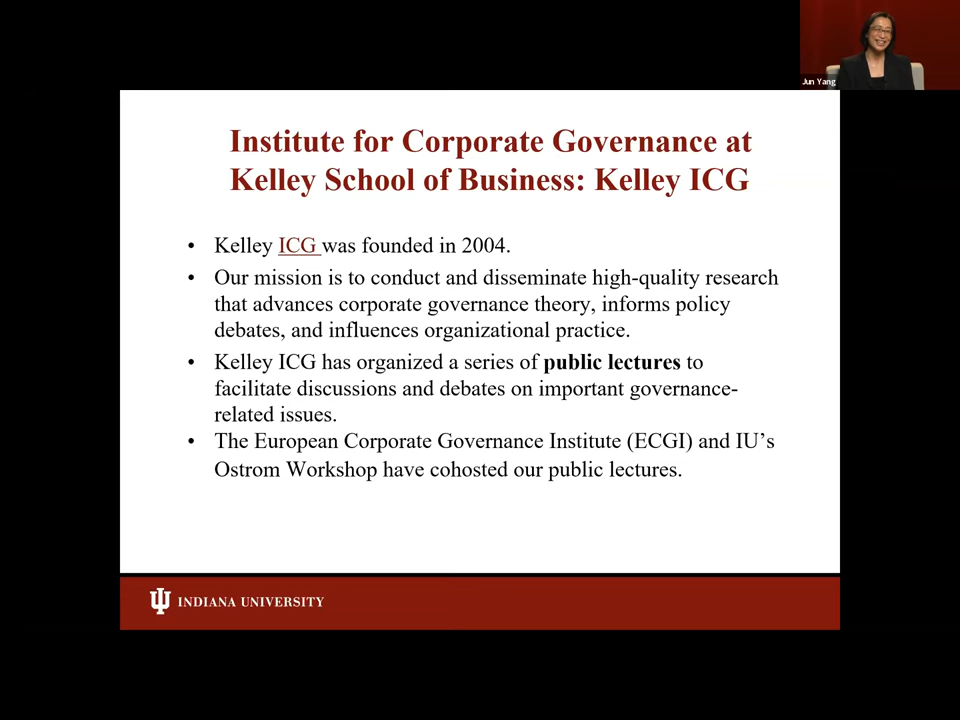 Jun Yang
Institute for Corporate Governance at
Kelley School of Business: Kelley ICG
• Kelley ICG was founded in 2004.
• Our mission is to conduct and disseminate high-quality research
that advances corporate governance theory, informs policy
debates, and influences organizational practice.
• Kelley ICG has organized a series of public lectures to
facilitate discussions and debates on important governance-
related issues.
• The European Corporate Governance Institute (ECGI) and IU’s
Ostrom Workshop have cohosted our public lectures.
INDIANA UNIVERSITY